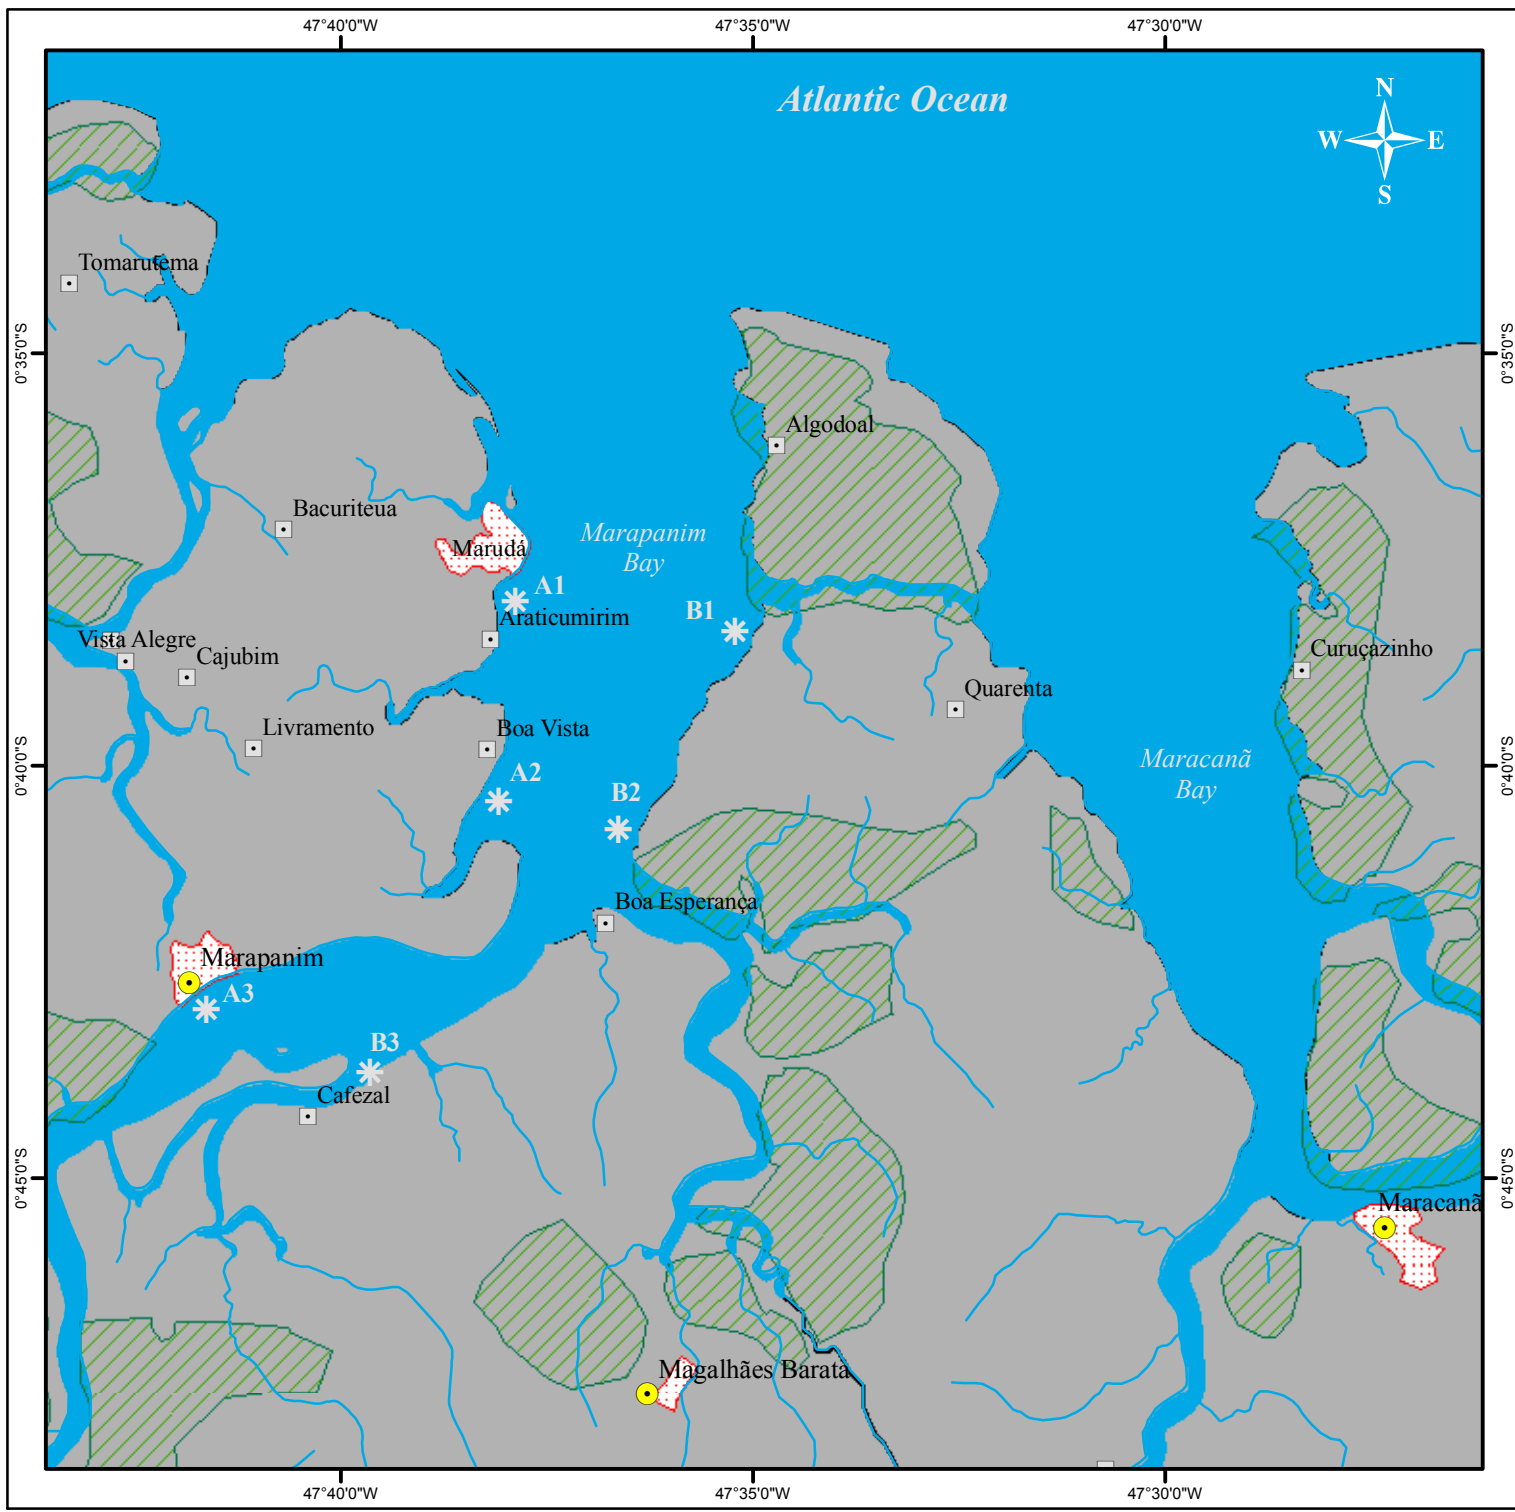 47°40'0"W
47°35'0"W
47°30'0"W
Atlantic Ocean
N
W
E
S
Tomarutema
0°35'0"S
0°35'0"S
Algodoal
Bacuriteua
Marudá
Marapanim
Bay
A1
B1
Araticumirim
Vista Alegre
Cajubim
Curuçazinho
Quarenta
Livramento
Boa Vista
0°40'0"S
A2
B2
Maracanã
Bay
0°40'0"S
Boa Esperança
Marapanim
A3
B3
Cafezal
0°45'0"S
0°45'0"S
Maracanã
Magalhães Barata
47°40'0"W
47°35'0"W
47°30'0"W